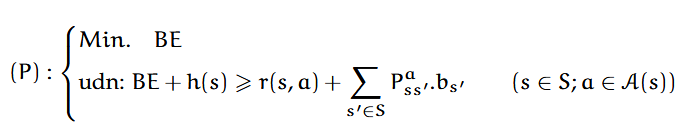 Min. BE
(P) : { udn: BE + h(s) ⩾ r(s, a) + ∑_{s′∈S} P^a_{ss′}.b_{s′} (s ∈ S; a ∈ 𝒜(s))